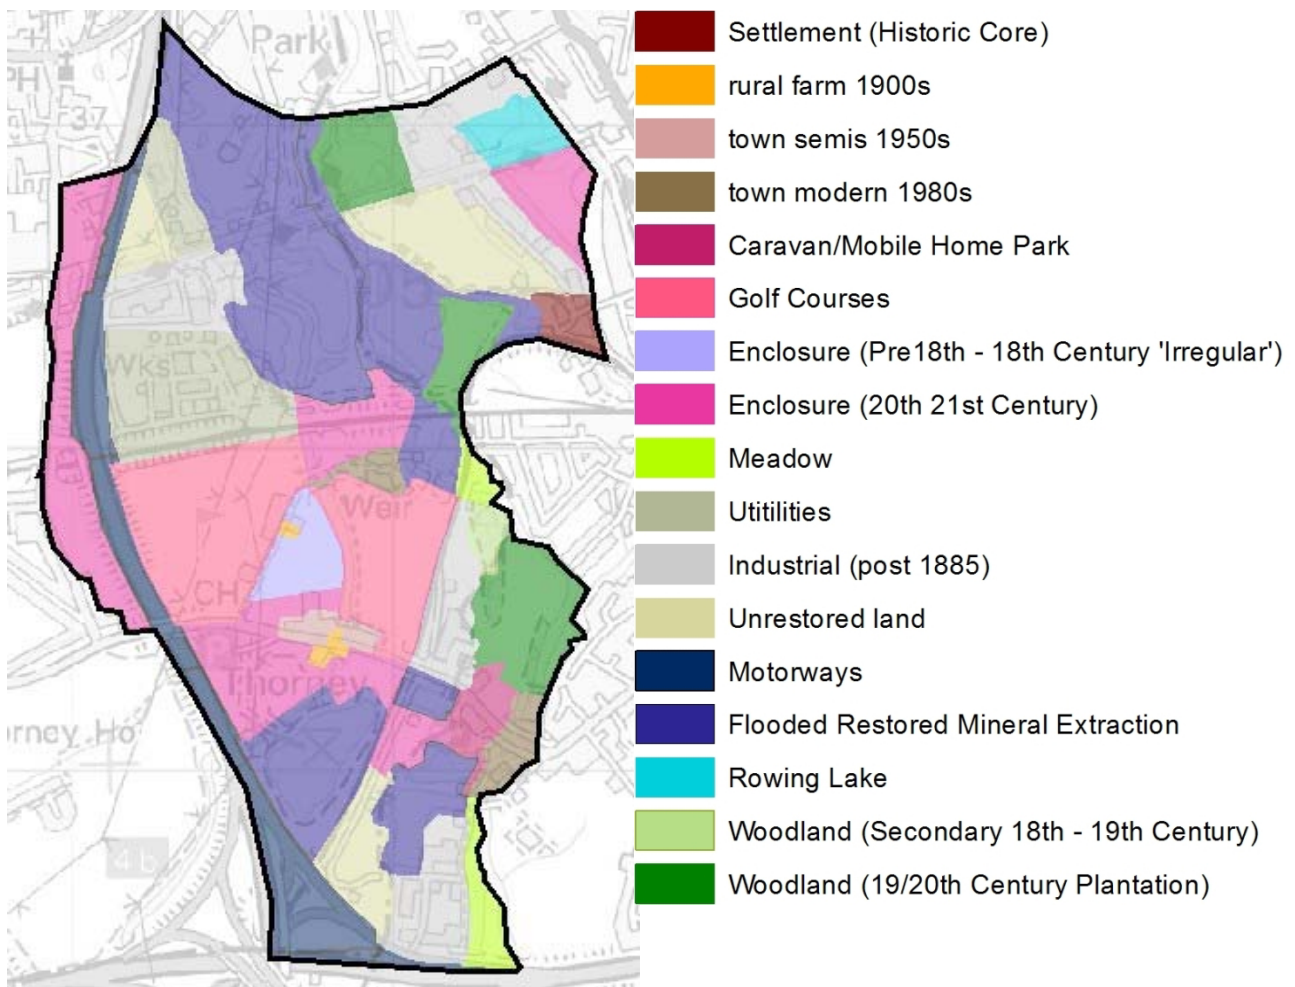 Park
PH
37
Wks
Weir
CH
Thorney
rney Ho
4b
Settlement (Historic Core)
rural farm 1900s
town semis 1950s
town modern 1980s
Caravan/Mobile Home Park
Golf Courses
Enclosure (Pre18th - 18th Century 'Irregular')
Enclosure (20th 21st Century)
Meadow
Utitilities
Industrial (post 1885)
Unrestored land
Motorways
Flooded Restored Mineral Extraction
Rowing Lake
Woodland (Secondary 18th - 19th Century)
Woodland (19/20th Century Plantation)